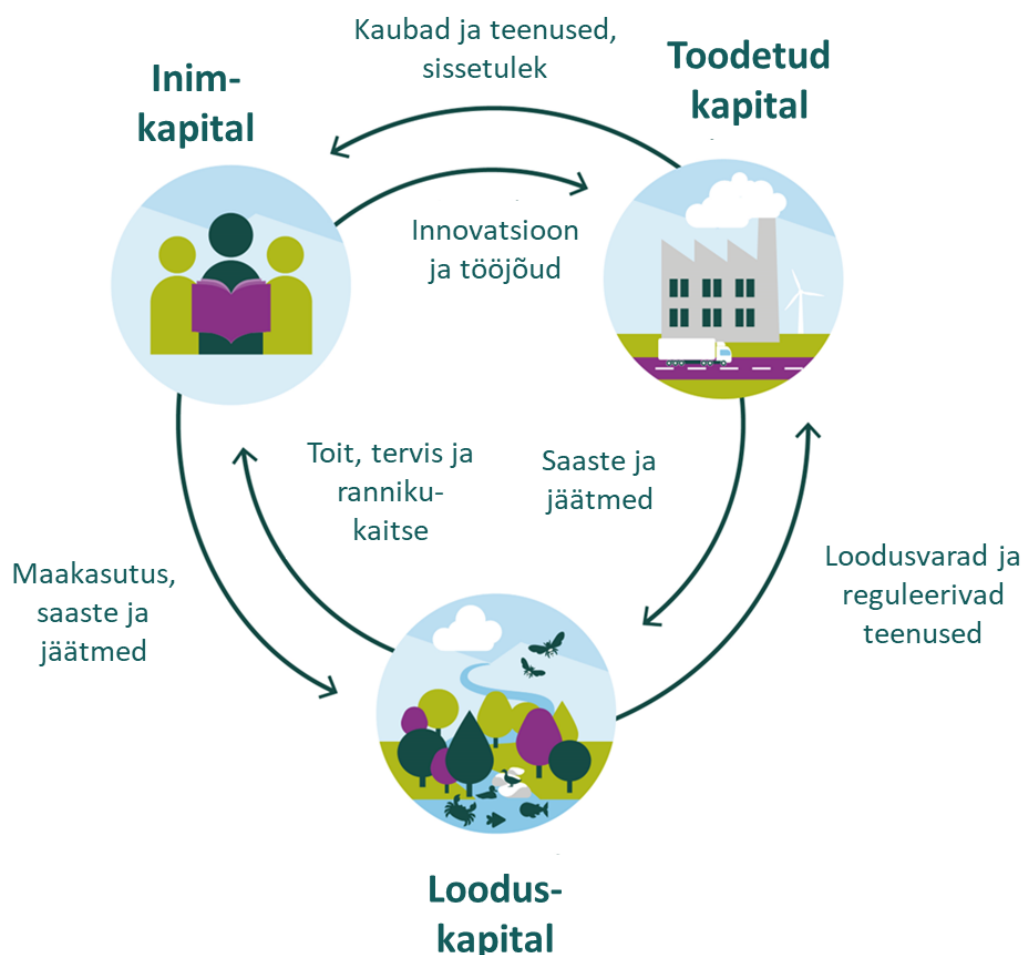 Kaubad ja teenused,
sissetulek
Inim-
kapital
Toodetud
kapital
Innovatsioon
ja tööjõud
Toit, tervis ja
ranniku-
kaitse
Saaste ja
jäätmed
Maakasutus,
saaste ja
jäätmed
Loodusvarad ja
reguleerivad
teenused
Loodus-
kapital